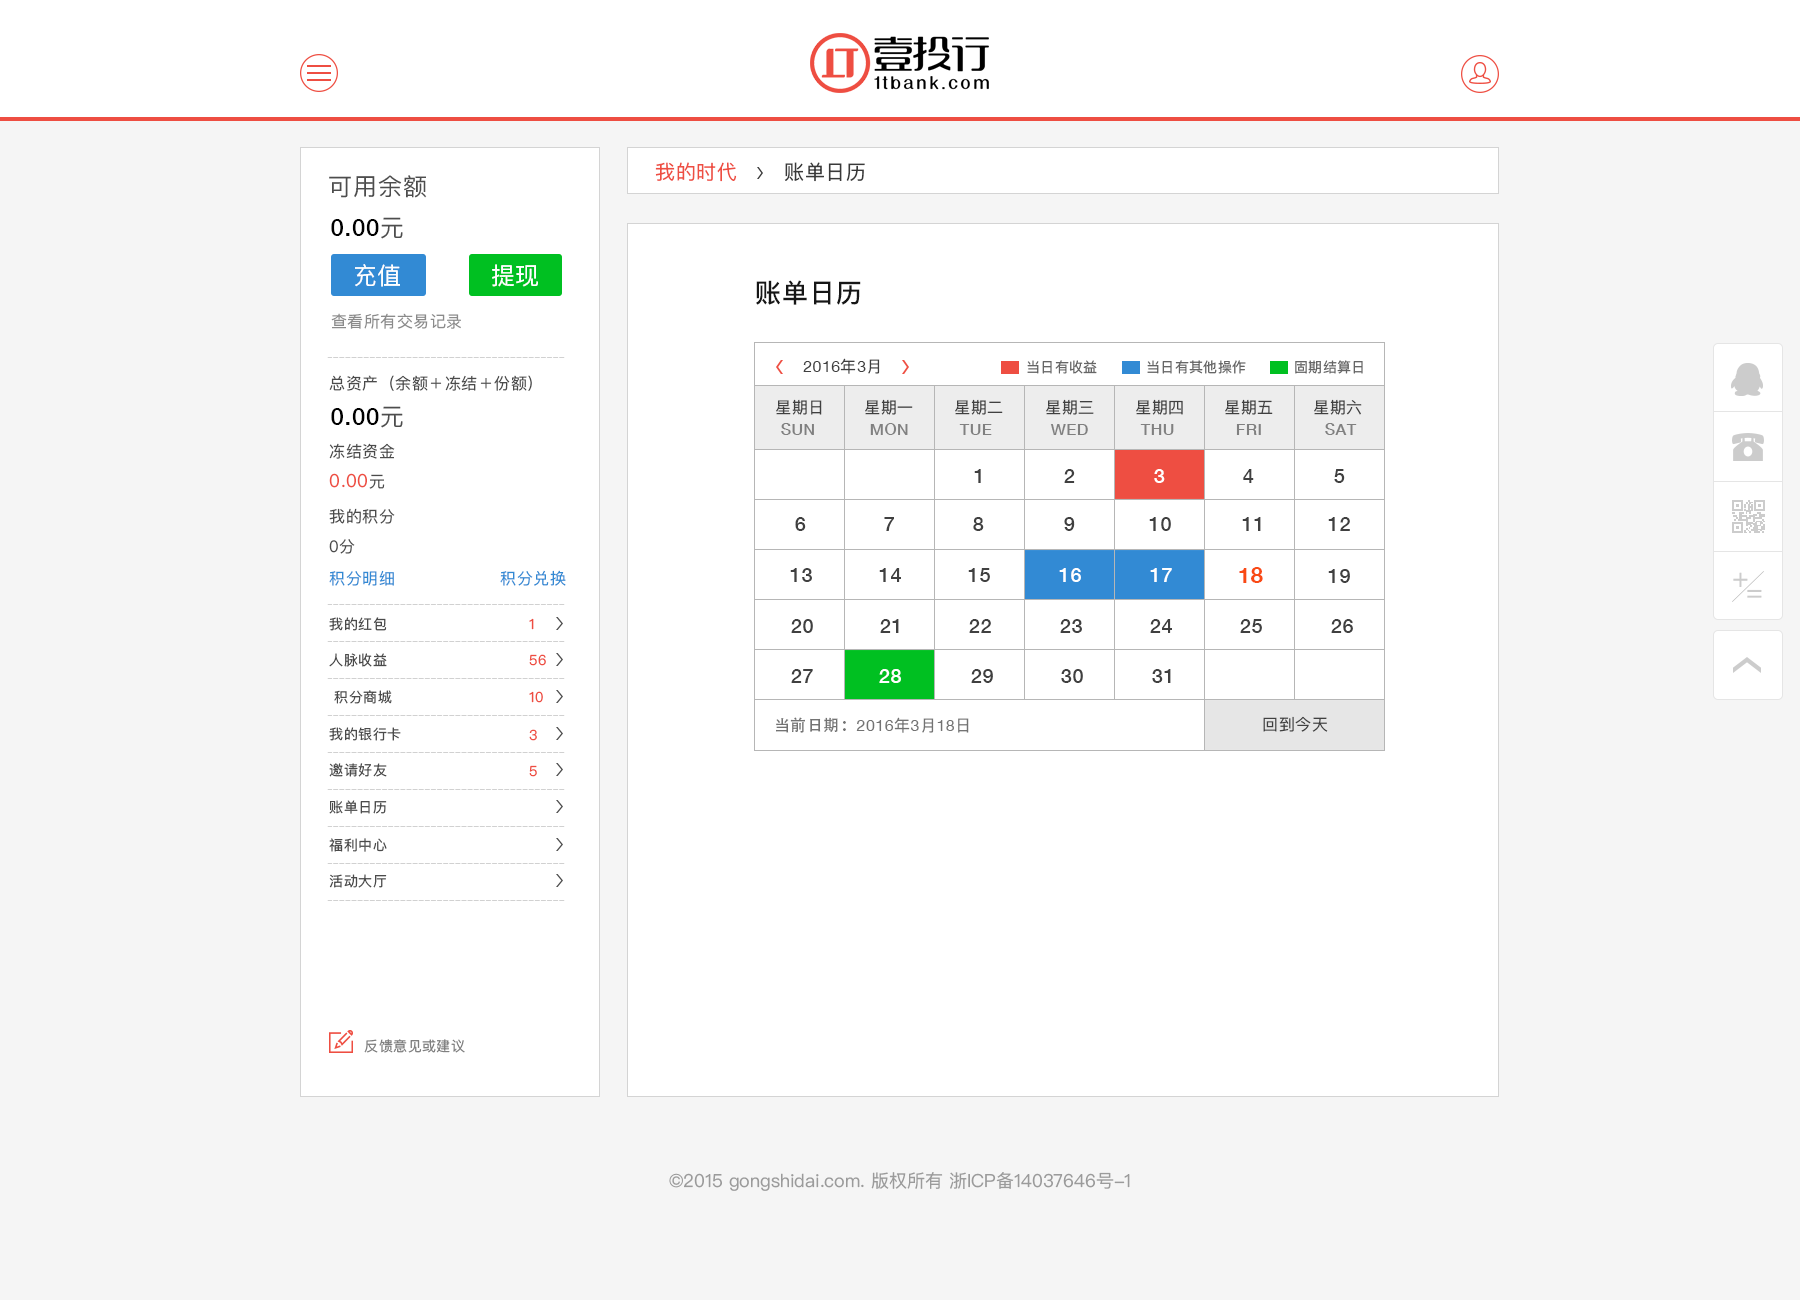 壹投行
1tbank.com
可用余额
0.00元
充值 提现
查看所有交易记录
总资产（余额＋冻结＋份额）
0.00元
冻结资金
0.00元
我的积分
0分
积分明细 积分兑换
我的红包 1
人脉收益 56
积分商城 10
我的银行卡 3
邀请好友 5
账单日历
福利中心
活动大厅
反馈意见或建议
我的时代 > 账单日历
账单日历
2016年3月 当日有收益 当日有其他操作 固期结算日
星期日 星期一 星期二 星期三 星期四 星期五 星期六
SUN MON TUE WED THU FRI SAT
1 2 3 4 5
6 7 8 9 10 11 12
13 14 15 16 17 18 19
20 21 22 23 24 25 26
27 28 29 30 31
当前日期：2016年3月18日 回到今天
©2015 gongshidai.com. 版权所有 浙ICP备14037646号-1